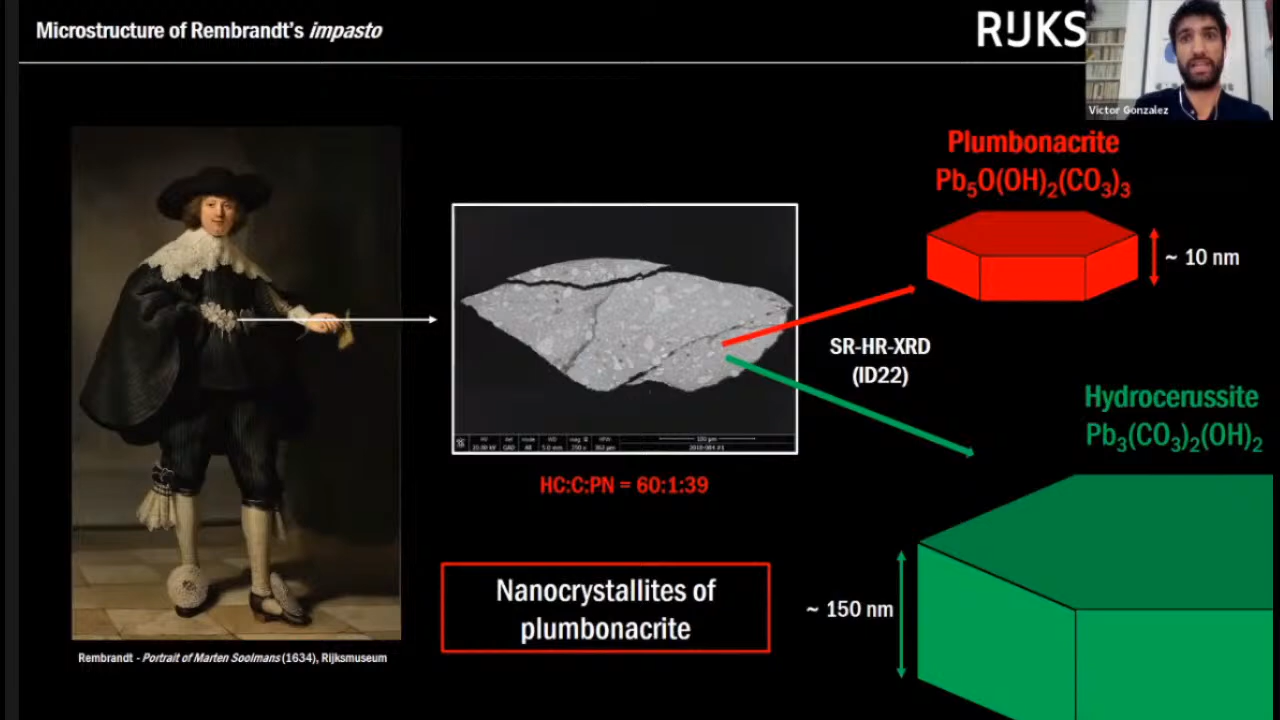 Microstructure of Rembrandt's impasto
RIJKS
Victor Gonzalez
Plumbonacrite
Pb₅O(OH)₂(CO₃)₃
~ 10 nm
SR-HR-XRD
(ID22)
Hydrocerussite
Pb₃(CO₃)₂(OH)₂
HC:C:PN = 60:1:39
Nanocrystallites of
plumbonacrite
~ 150 nm
Rembrandt - Portrait of Marten Soolmans (1634), Rijksmuseum